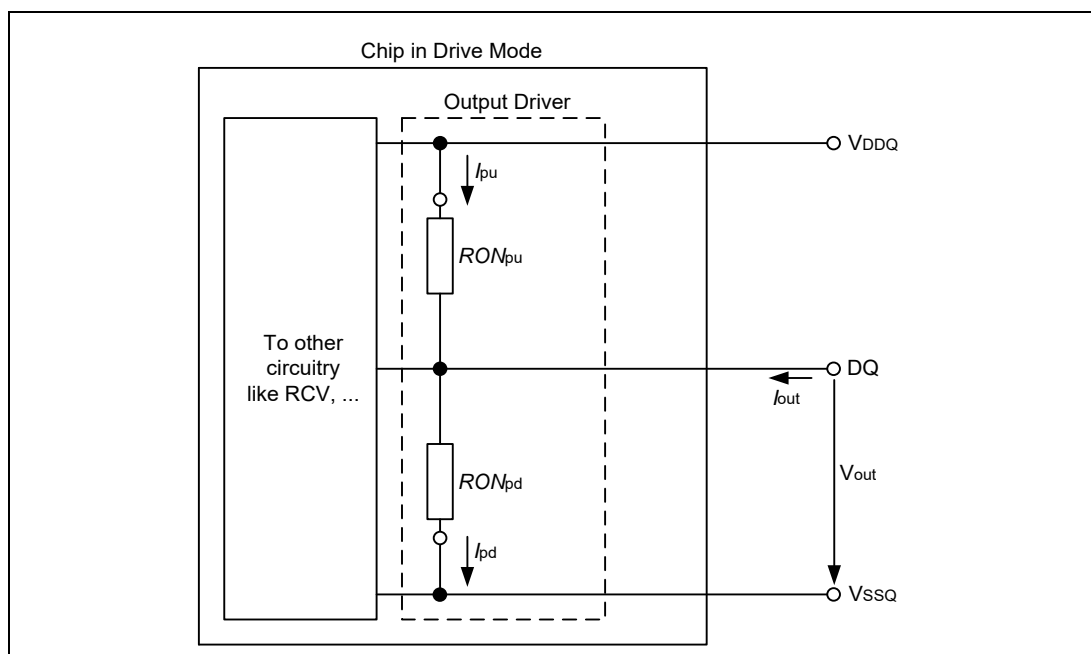 Chip in Drive Mode
Output Driver
VDDQ
Ipu
RONpu
To other
circuitry
like RCV, ...
DQ
Iout
RONpd
Vout
Ipd
VSSQ